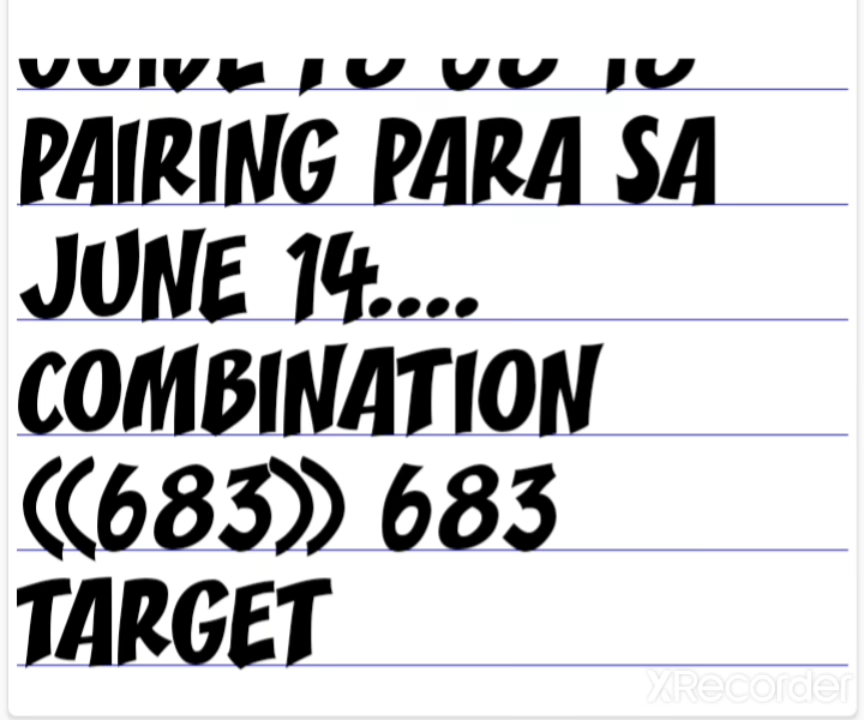 PAIRING PARA SA
JUNE 14....
COMBINATION
((683)) 683
TARGET
XRecorder